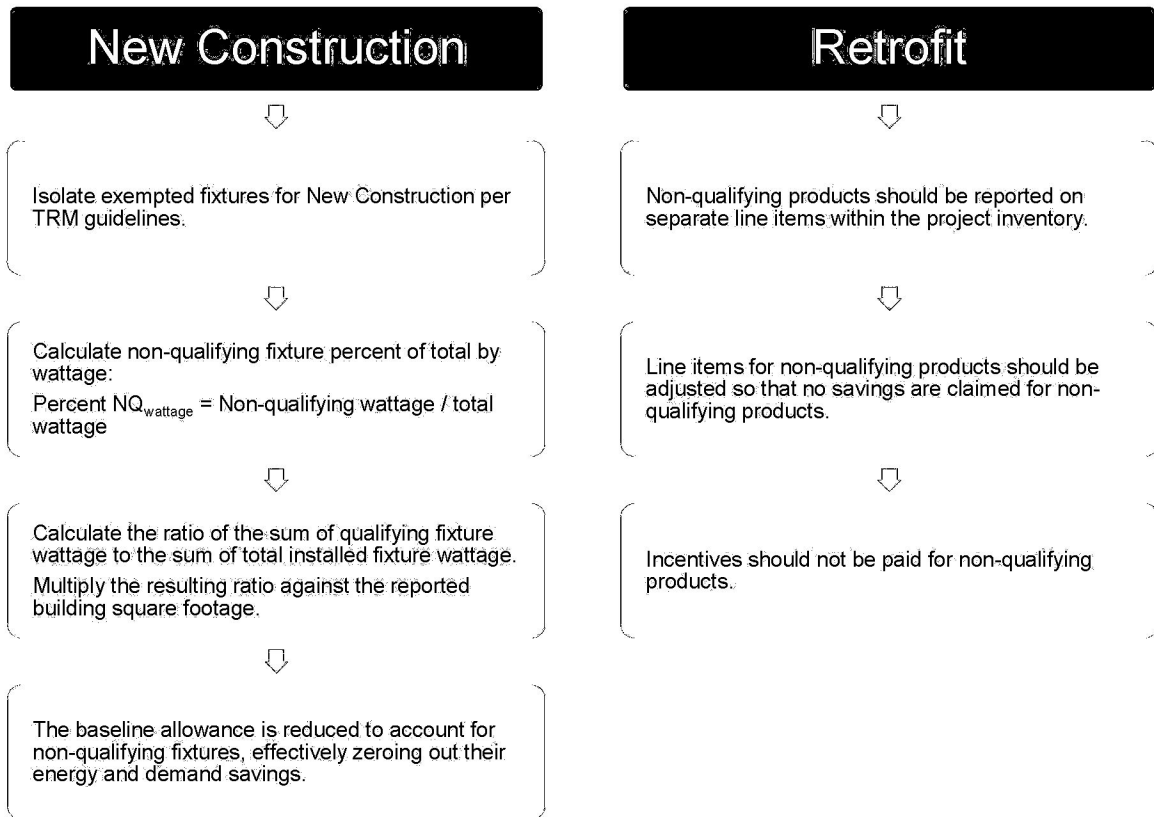 New Construction
Isolate exempted fixtures for New Construction per
TRM guidelines.
Calculate non-qualifying fixture percent of total by
wattage:
Percent NQwattage = Non-qualifying wattage / total
wattage
Calculate the ratio of the sum of qualifying fixture
wattage to the sum of total installed fixture wattage.
Multiply the resulting ratio against the reported
building square footage.
The baseline allowance is reduced to account for
non-qualifying fixtures, effectively zeroing out their
energy and demand savings.
Retrofit
Non-qualifying products should be reported on
separate line items within the project inventory.
Line items for non-qualifying products should be
adjusted so that no savings are claimed for non-
qualifying products.
Incentives should not be paid for non-qualifying
products.